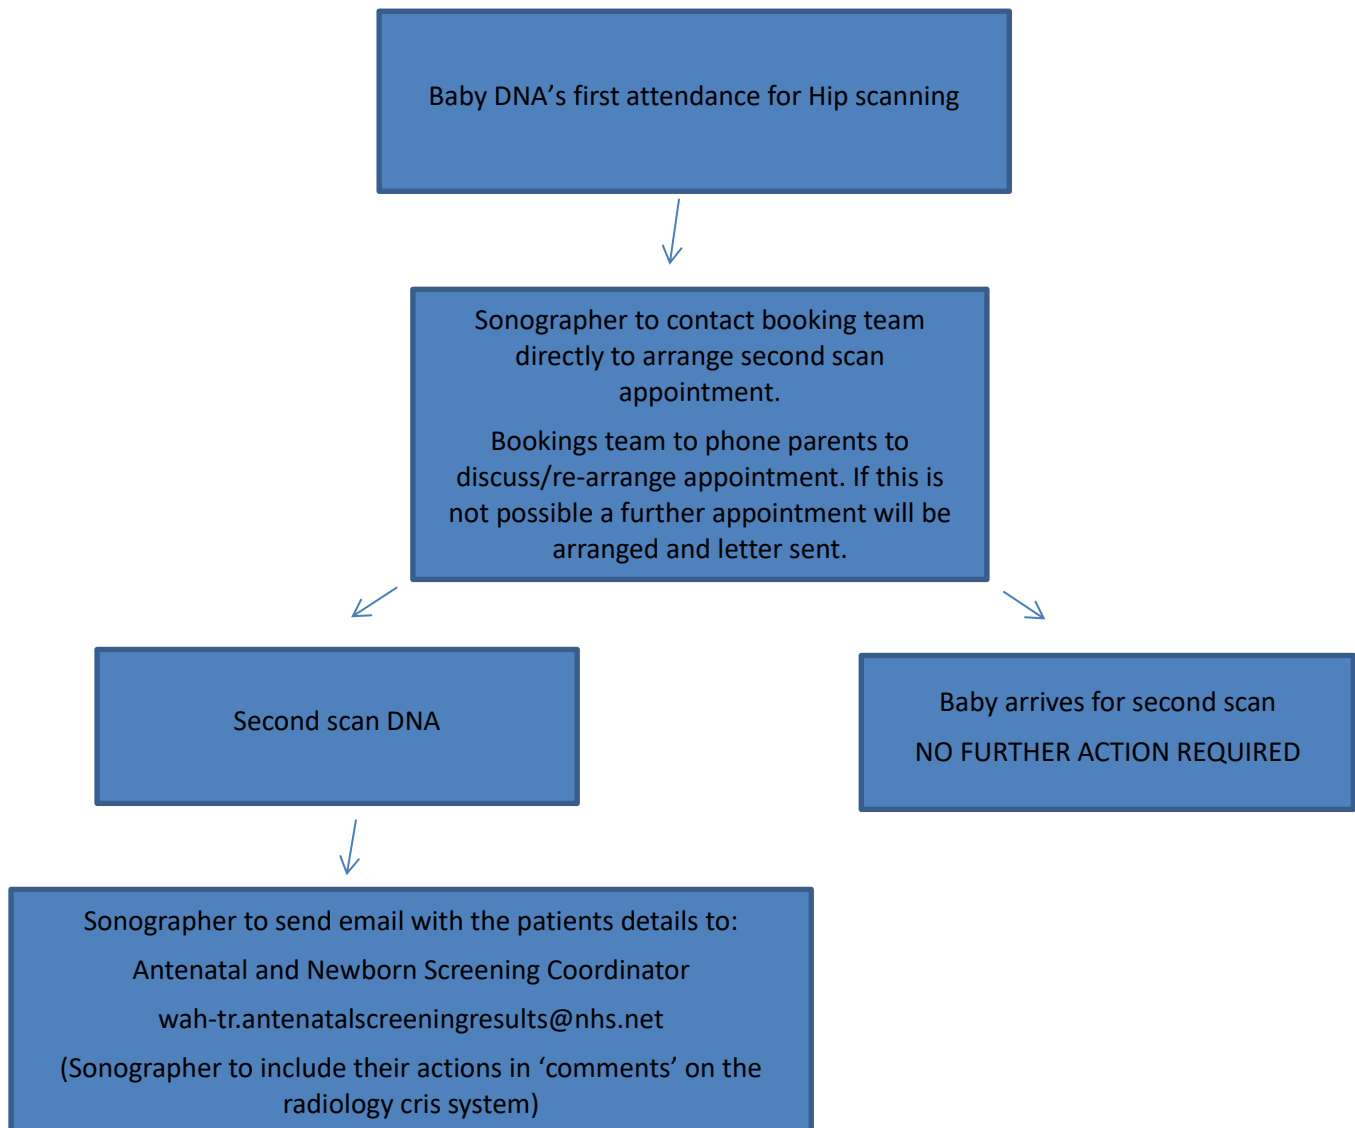 Baby DNA’s first attendance for Hip scanning
Sonographer to contact booking team
directly to arrange second scan
appointment.
Bookings team to phone parents to
discuss/re-arrange appointment. If this is
not possible a further appointment will be
arranged and letter sent.
Second scan DNA
Baby arrives for second scan
NO FURTHER ACTION REQUIRED
Sonographer to send email with the patients details to:
Antenatal and Newborn Screening Coordinator
wah-tr.antenatalscreeningresults@nhs.net
(Sonographer to include their actions in ‘comments’ on the
radiology cris system)